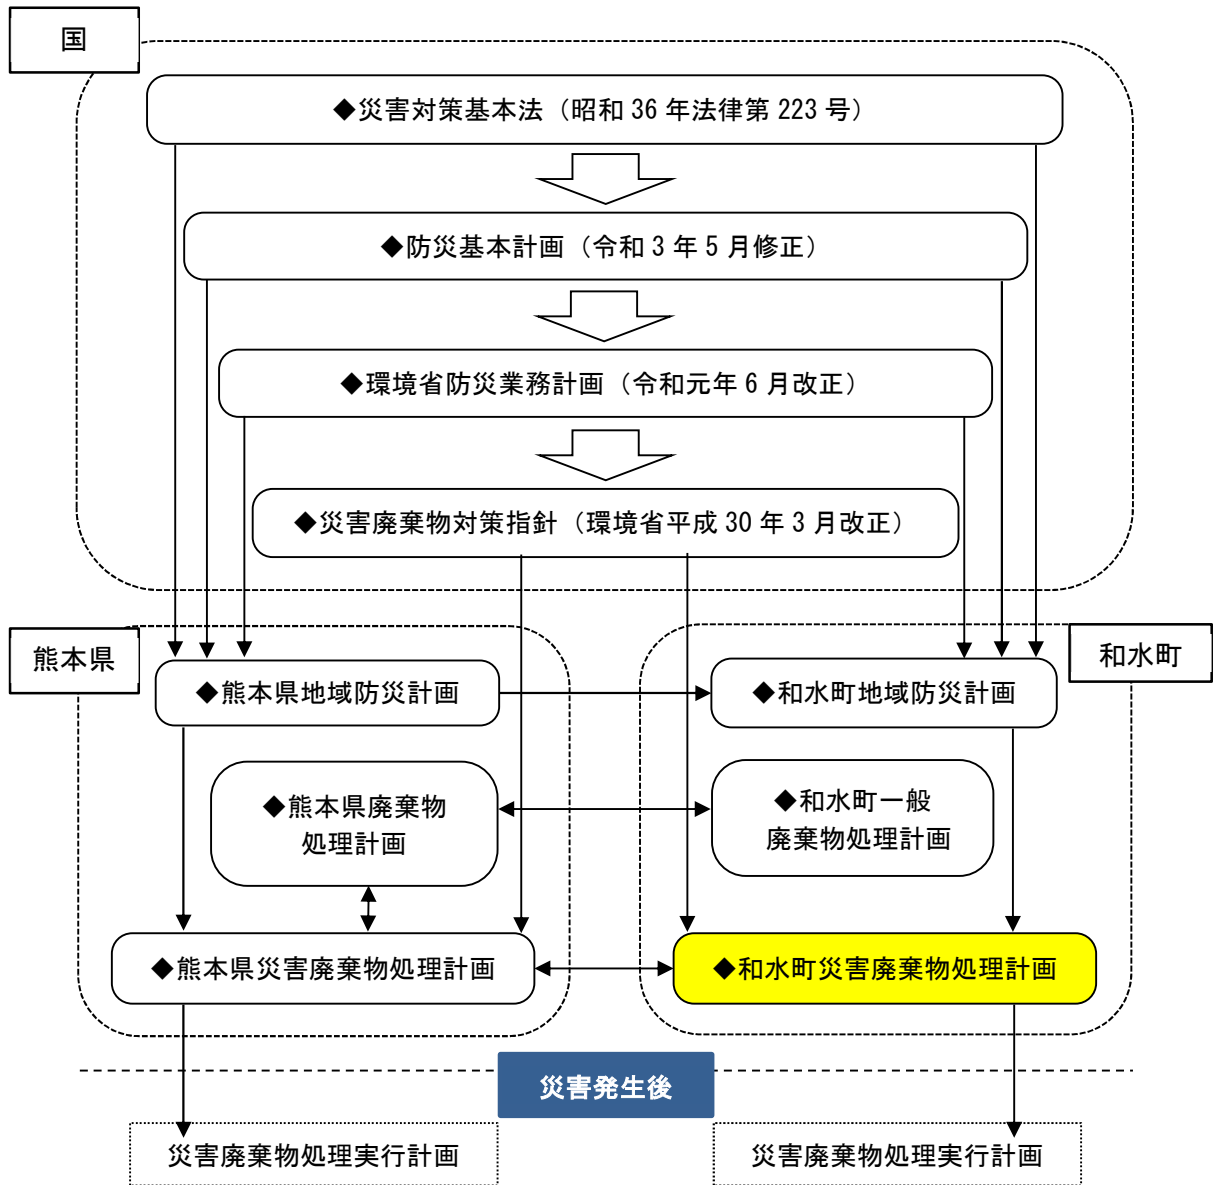 国
◆災害対策基本法（昭和 36 年法律第 223 号）
◆防災基本計画（令和 3 年 5 月修正）
◆環境省防災業務計画（令和元年 6 月改正）
◆災害廃棄物対策指針（環境省平成 30 年 3 月改正）
熊本県
和水町
◆熊本県地域防災計画
◆和水町地域防災計画
◆熊本県廃棄物
処理計画
◆和水町一般
廃棄物処理計画
◆熊本県災害廃棄物処理計画
◆和水町災害廃棄物処理計画
災害発生後
災害廃棄物処理実行計画
災害廃棄物処理実行計画